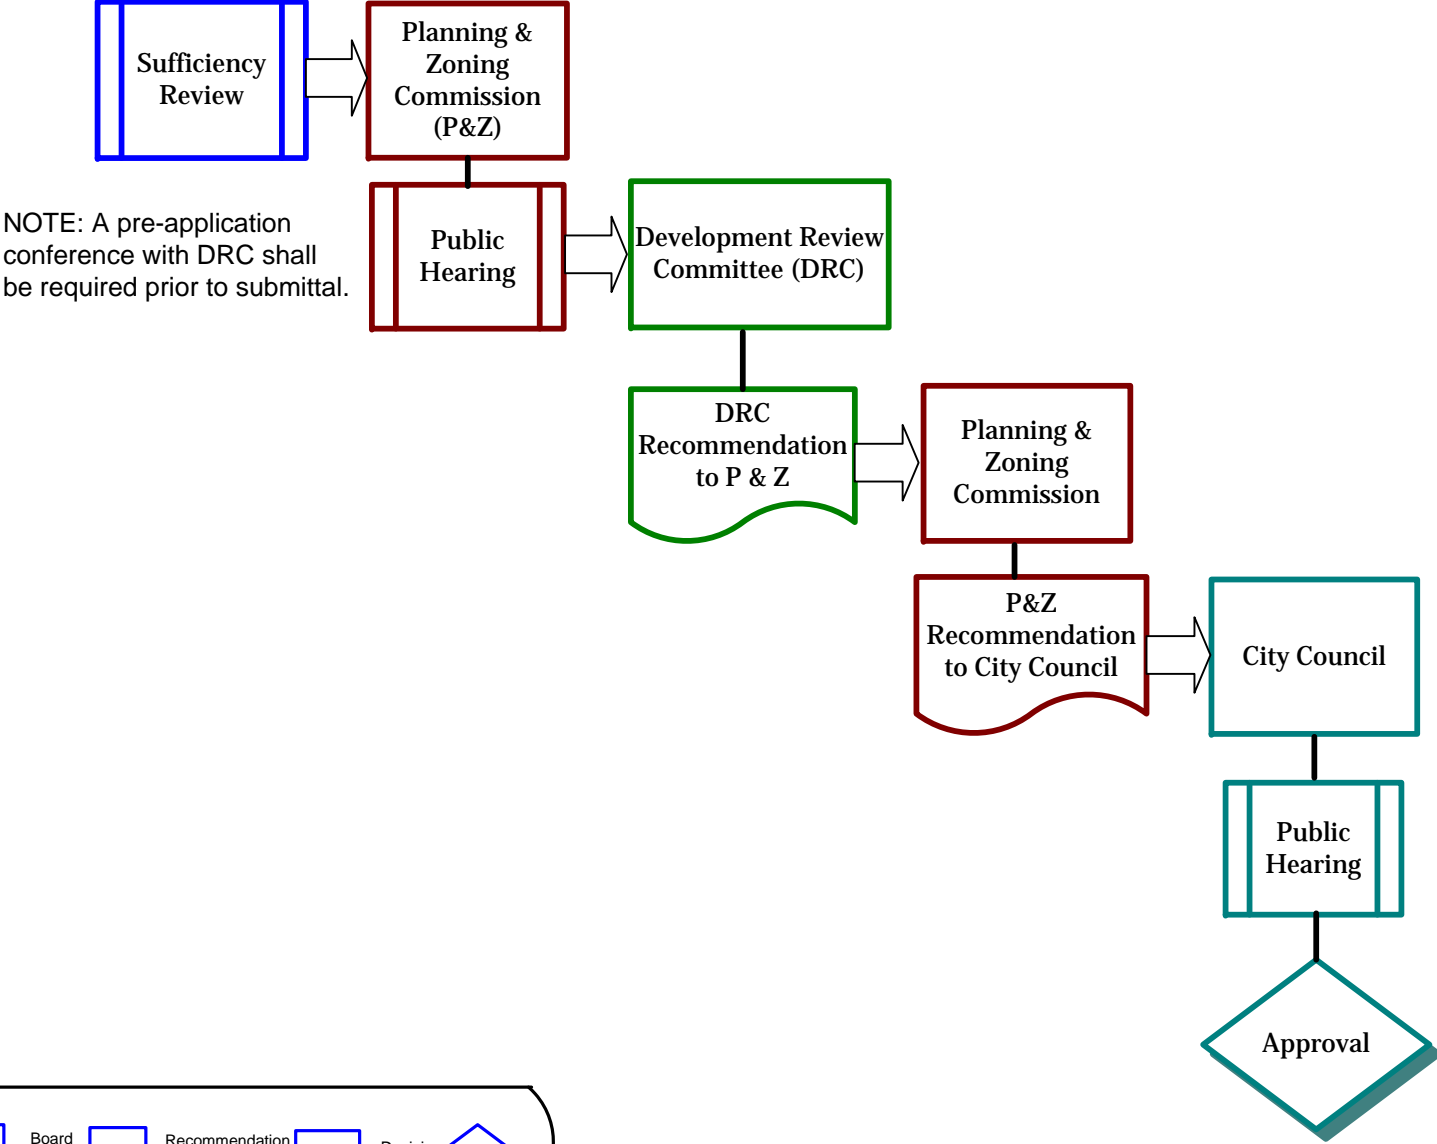 Sufficiency
Review
Planning &
Zoning
Commission
(P&Z)
NOTE: A pre-application
conference with DRC shall
be required prior to submittal.
Public
Hearing
Development Review
Committee (DRC)
DRC
Recommendation
to P & Z
Planning &
Zoning
Commission
P&Z
Recommendation
to City Council
City Council
Public
Hearing
Approval
Board
Recommendation